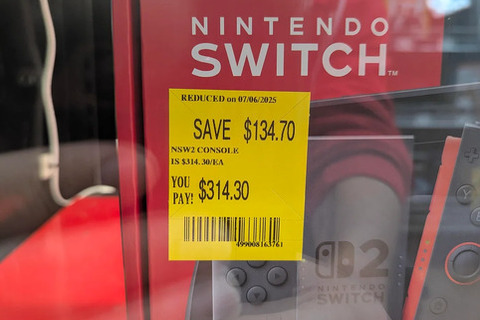 NINTENDO
SWITCH™
REDUCED on 07/06/2025
SAVE $134.70
NSW2 CONSOLE
IS $314.30/EA
YOU PAY! $314.30
499008163761
2
NINTENDO
SWITCH